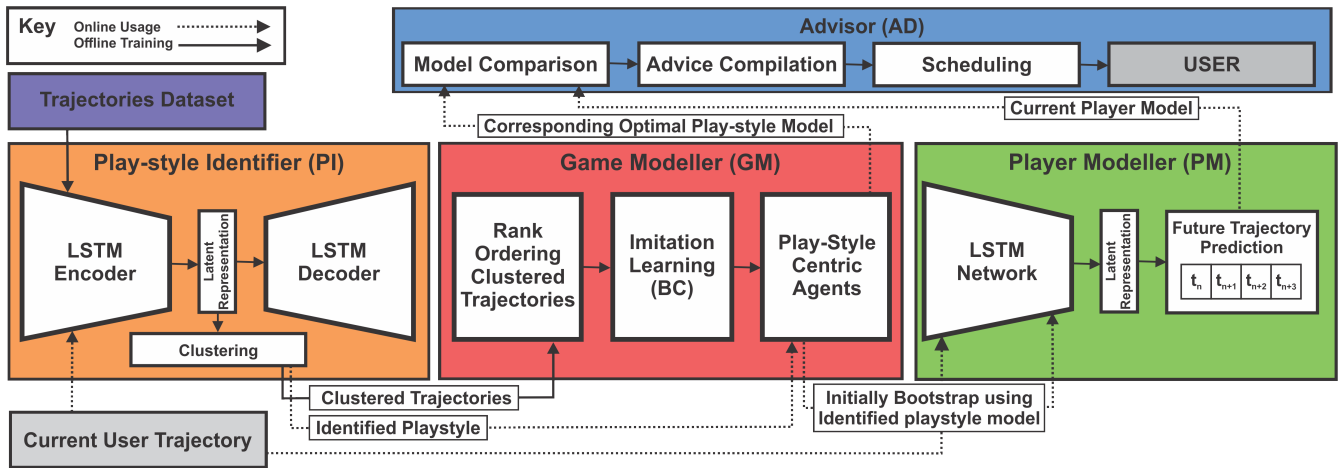 Key
Online Usage
Offline Training
Advisor (AD)
Model Comparison
Advice Compilation
Scheduling
USER
Trajectories Dataset
Current Player Model
Corresponding Optimal Play-style Model
Play-style Identifier (PI)
LSTM
Encoder
Latent
Representation
LSTM
Decoder
Clustering
Game Modeller (GM)
Rank
Ordering
Clustered
Trajectories
Imitation
Learning
(BC)
Play-Style
Centric
Agents
Player Modeller (PM)
LSTM
Network
Latent
Representation
Future Trajectory
Prediction
tn tn+1 tn+2 tn+3
Clustered Trajectories
Identified Playstyle
Initially Bootstrap using
Identified playstyle model
Current User Trajectory